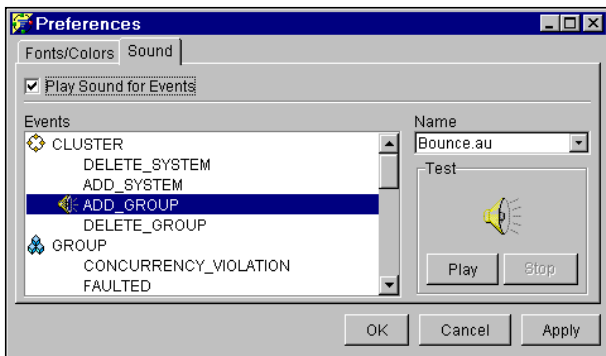 Preferences
Fonts/Colors Sound
Play Sound for Events
Events
CLUSTER
DELETE_SYSTEM
ADD_SYSTEM
ADD_GROUP
DELETE_GROUP
GROUP
CONCURRENCY_VIOLATION
FAULTED
Name
Bounce.au
Test
Play Stop
OK Cancel Apply